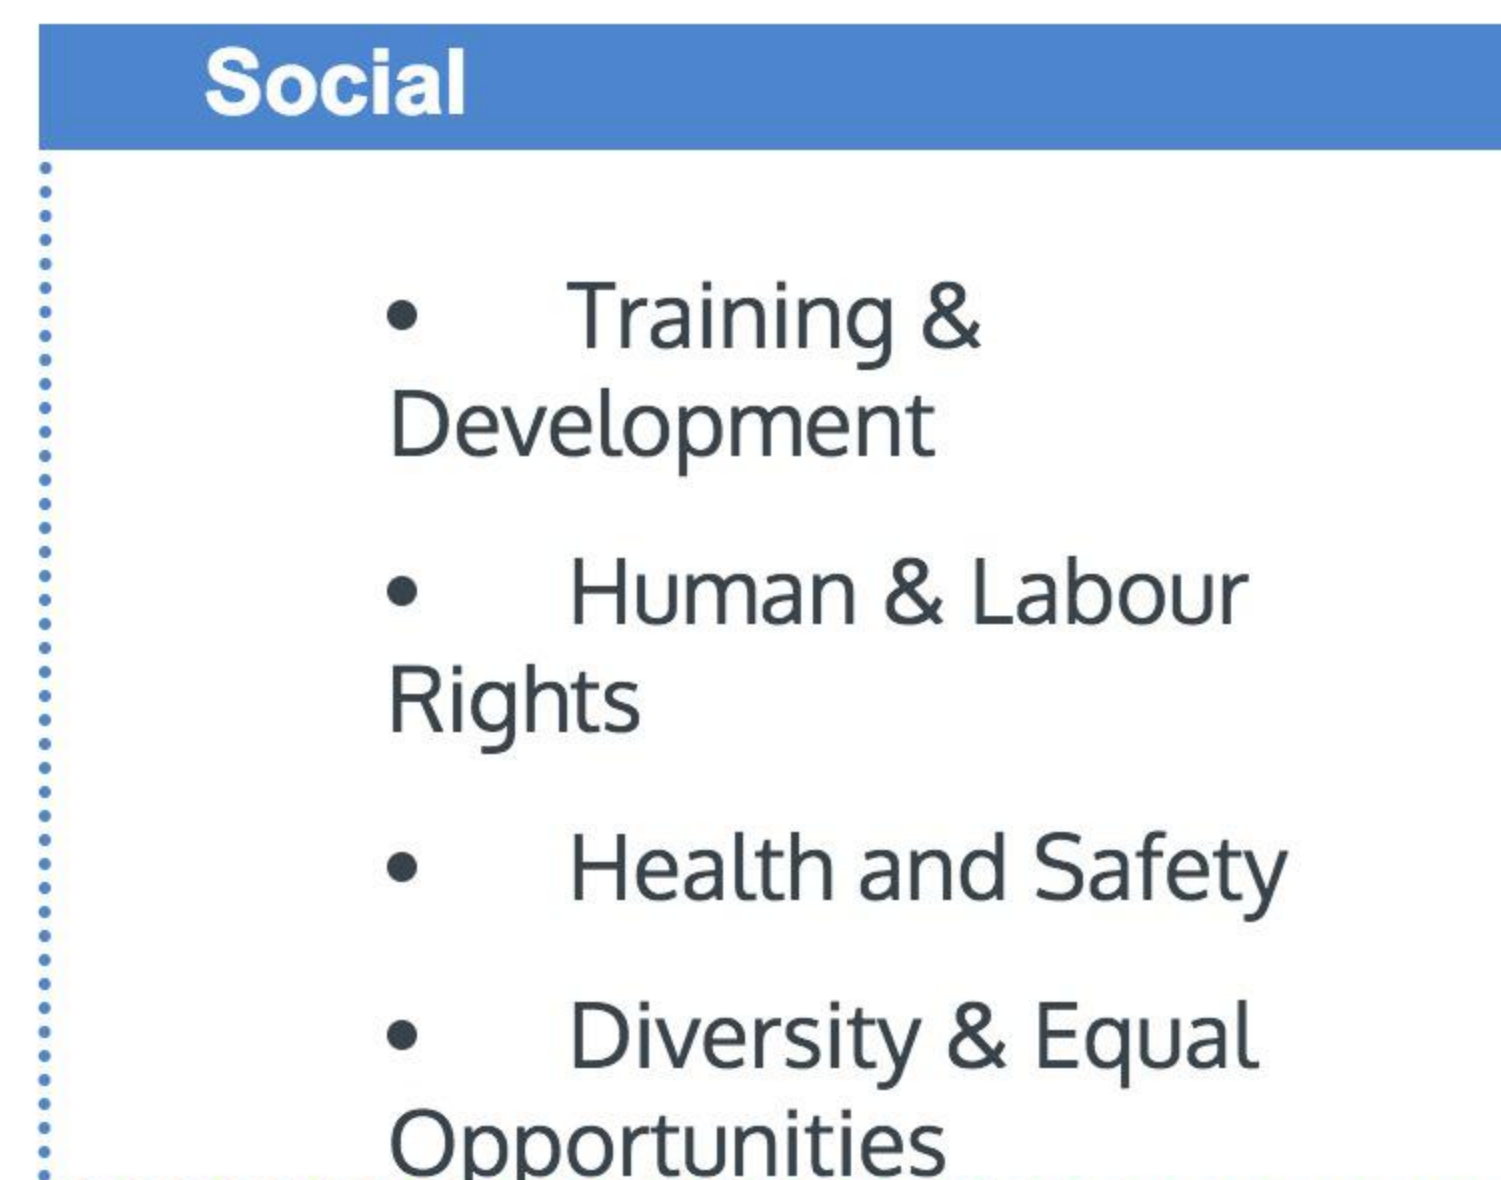 Social
• Training &
Development
• Human & Labour
Rights
• Health and Safety
• Diversity & Equal
Opportunities